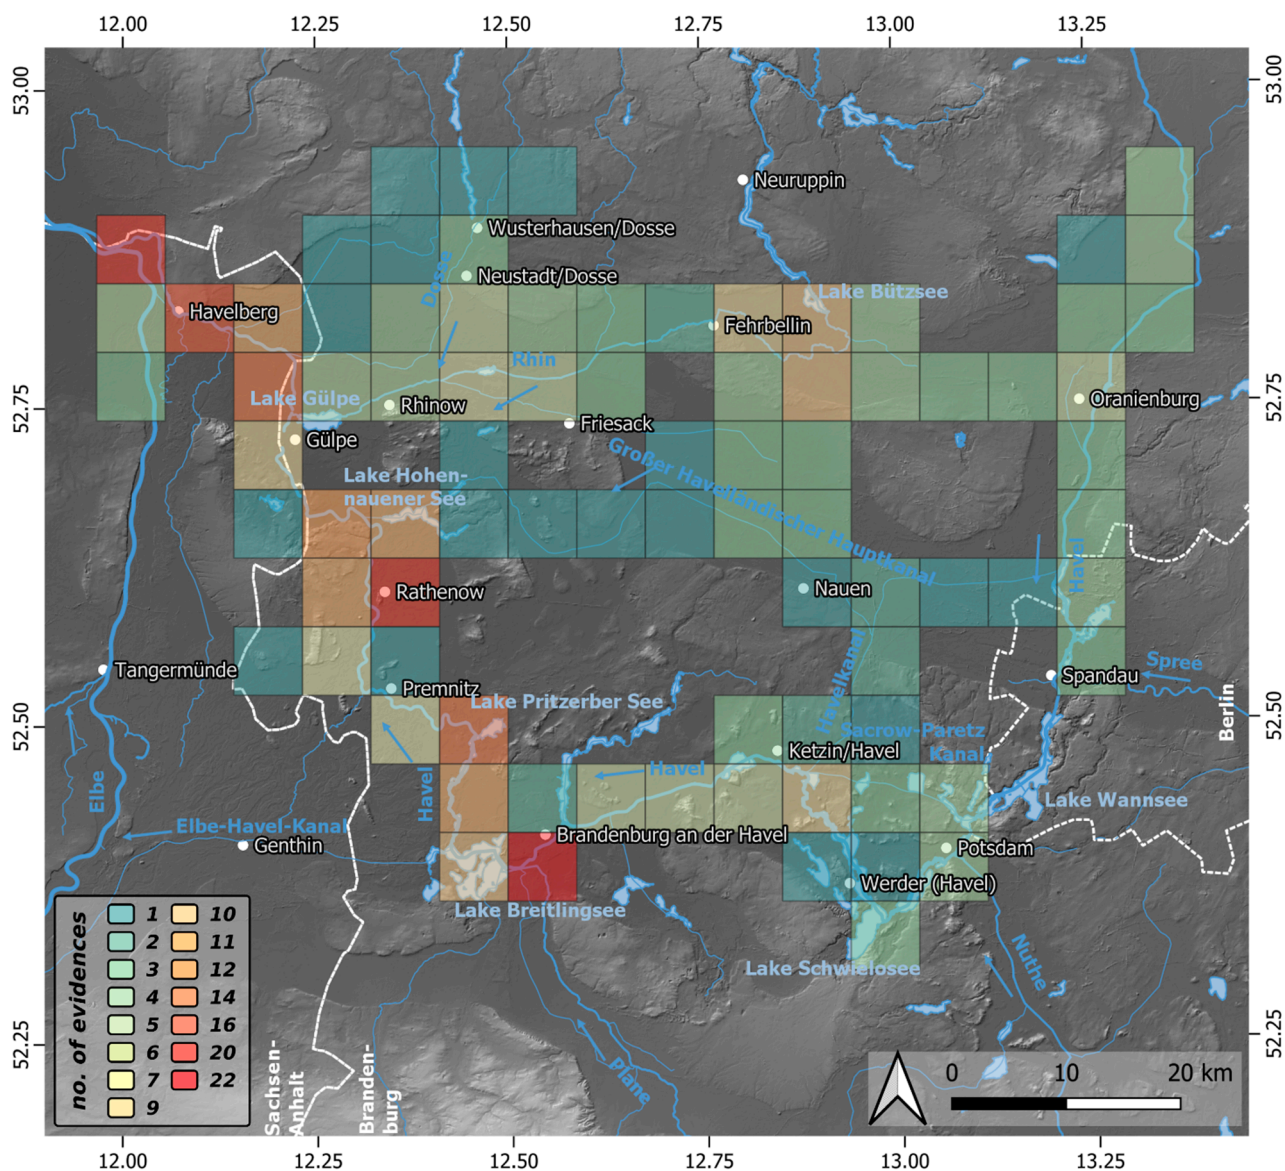 12.00 12.25 12.50 12.75 13.00 13.25
53.00 53.00
Neuruppin
Wusterhausen/Dosse
Dosse
Neustadt/Dosse
Havelberg
Lake Bützsee
Fehrbellin
Rhin
52.75 52.75
Lake Gülpe
Rhinow
Oranienburg
Friesack
Gülpe
Großer Havelländischer Hauptkanal
Lake Hohen-
nauener See
Havel
Rathenow
Nauen
Tangermünde
Premnitz
Havelkanal
Spandau
Spree
Berlin
52.50 52.50
Lake Pritzerber See
Sacrow-Paretz
Kanal
Ketzin/Havel
Elbe
Havel
Havel
Lake Wannsee
Elbe-Havel-Kanal
Genthin
Brandenburg an der Havel
Potsdam
Werder (Havel)
Lake Breitlingsee
Lake Schwielosee
Nuthe
52.25 52.25
Plane
no. of evidences
1 10
2 11
3 12
4 14
5 16
6 20
7 22
9
Sachsen-
Anhalt
Branden-
burg
0 10 20 km
12.00 12.25 12.50 12.75 13.00 13.25